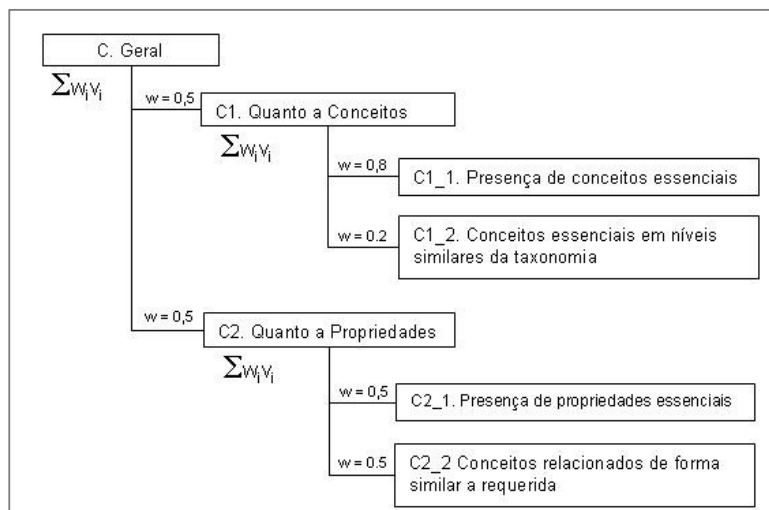 C. Geral
∑wᵢvᵢ
w = 0,5
C1. Quanto a Conceitos
∑wᵢvᵢ
w = 0,8
C1_1. Presença de conceitos essenciais
w = 0.2
C1_2. Conceitos essenciais em níveis
similares da taxonomia
w = 0,5
C2. Quanto a Propriedades
∑wᵢvᵢ
w = 0,5
C2_1. Presença de propriedades essenciais
w = 0.5
C2_2 Conceitos relacionados de forma
similar a requerida